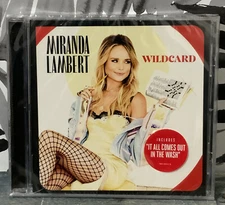 MIRANDA
LAMBERT
WILDCARD
INCLUDES
"IT ALL COMES OUT
IN THE WASH"